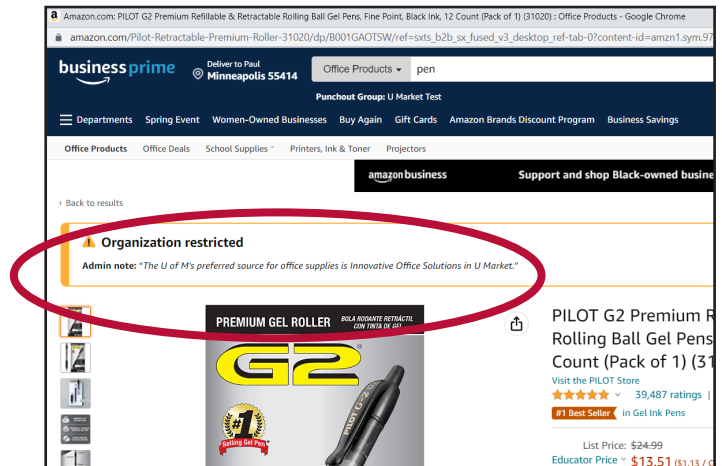 Amazon.com: PILOT G2 Premium Refillable & Retractable Rolling Ball Gel Pens, Fine Point, Black Ink, 12 Count (Pack of 1) (31020) : Office Products - Google Chrome
amazon.com/Pilot-Retractable-Premium-Roller-31020/dp/B001GAOTSW/ref=sxts_b2b_sx_fused_v3_desktop_ref-tab-0?content-id=amzn1.sym.97
business prime
Deliver to Paul
Minneapolis 55414
Office Products
pen
Punchout Group: U Market Test
Departments Spring Event Women-Owned Businesses Buy Again Gift Cards Amazon Brands Discount Program Business Savings
Office Products Office Deals School Supplies Printers, Ink & Toner Projectors
amazon business Support and shop Black-owned busine
‹ Back to results
Organization restricted
Admin note: "The U of M's preferred source for office supplies is Innovative Office Solutions in U Market."
PREMIUM GEL ROLLER
BOLA RODANTE RETRÁCTIL
CON TINTA DE GEL
G2
#1
Selling Gel Pen
PILOT G-2
PILOT G2 Premium R
Rolling Ball Gel Pens
Count (Pack of 1) (31
Visit the PILOT Store
39,487 ratings |
#1 Best Seller in Gel Ink Pens
List Price: $24.99
Educator Price $13.51 ($1.13 / C